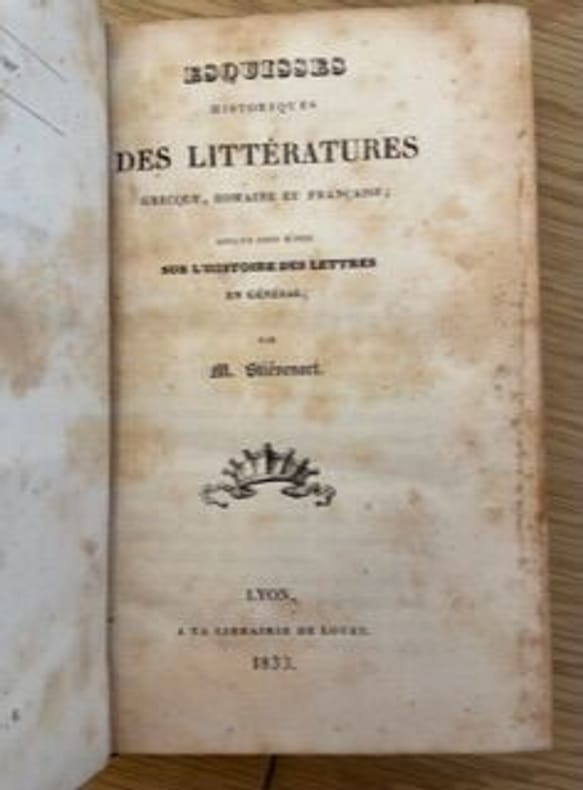 ESQUISSES
HISTORIQUES
DES LITTÉRATURES
GRECQUE, ROMAINE ET FRANÇAISE;
SUR L'HISTOIRE DES LETTRES
EN GÉNÉRAL;
PAR
M. Stiévenart.
LYON,
A LA LIBRAIRIE DE
1833.